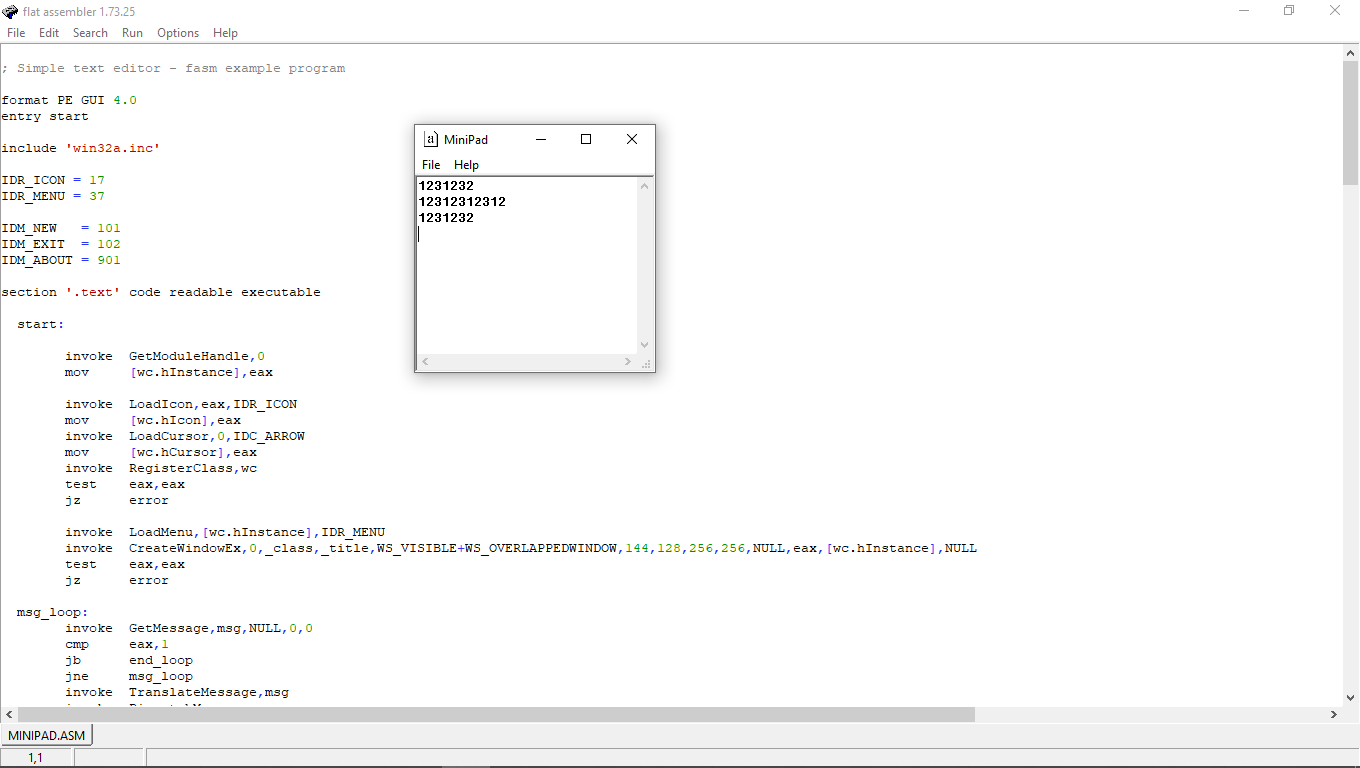 flat assembler 1.73.25
File Edit Search Run Options Help
; Simple text editor - fasm example program
format PE GUI 4.0
entry start
include 'win32a.inc'
IDR_ICON = 17
IDR_MENU = 37
IDM_NEW   = 101
IDM_EXIT  = 102
IDM_ABOUT = 901
section '.text' code readable executable
  start:
        invoke  GetModuleHandle,0
        mov     [wc.hInstance],eax
        invoke  LoadIcon,eax,IDR_ICON
        mov     [wc.hIcon],eax
        invoke  LoadCursor,0,IDC_ARROW
        mov     [wc.hCursor],eax
        invoke  RegisterClass,wc
        test    eax,eax
        jz      error
        invoke  LoadMenu,[wc.hInstance],IDR_MENU
        invoke  CreateWindowEx,0,_class,_title,WS_VISIBLE+WS_OVERLAPPEDWINDOW,144,128,256,256,NULL,eax,[wc.hInstance],NULL
        test    eax,eax
        jz      error
  msg_loop:
        invoke  GetMessage,msg,NULL,0,0
        cmp     eax,1
        jb      end_loop
        jne     msg_loop
        invoke  TranslateMessage,msg
MINIPAD.ASM
1,1
a MiniPad
File Help
1231232
12312312312
1231232